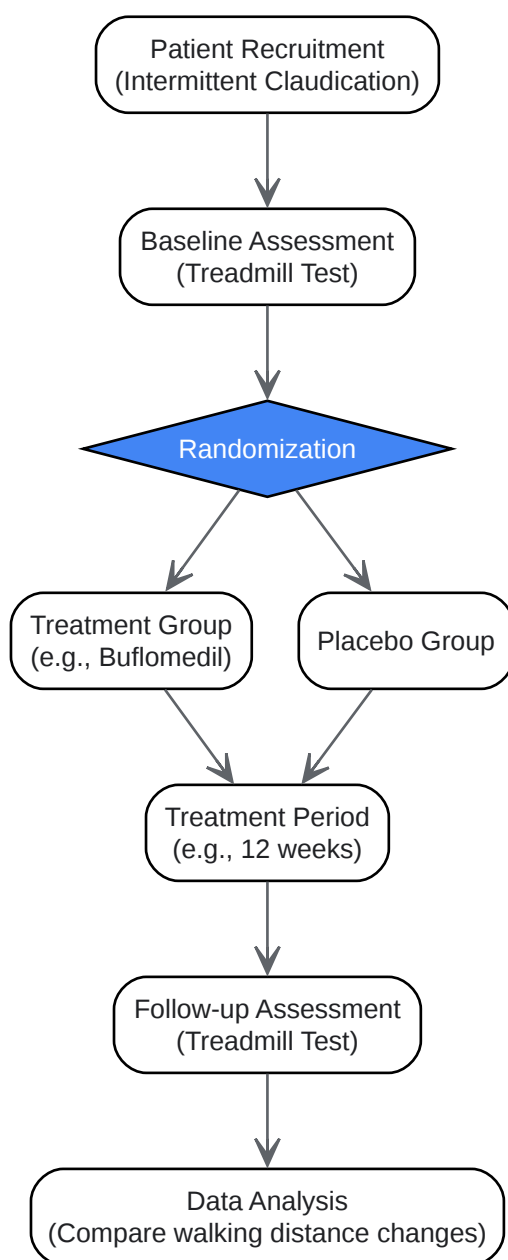 Patient Recruitment
(Intermittent Claudication)
Baseline Assessment
(Treadmill Test)
Randomization
Treatment Group
(e.g., Buflomedil)
Placebo Group
Treatment Period
(e.g., 12 weeks)
Follow-up Assessment
(Treadmill Test)
Data Analysis
(Compare walking distance changes)